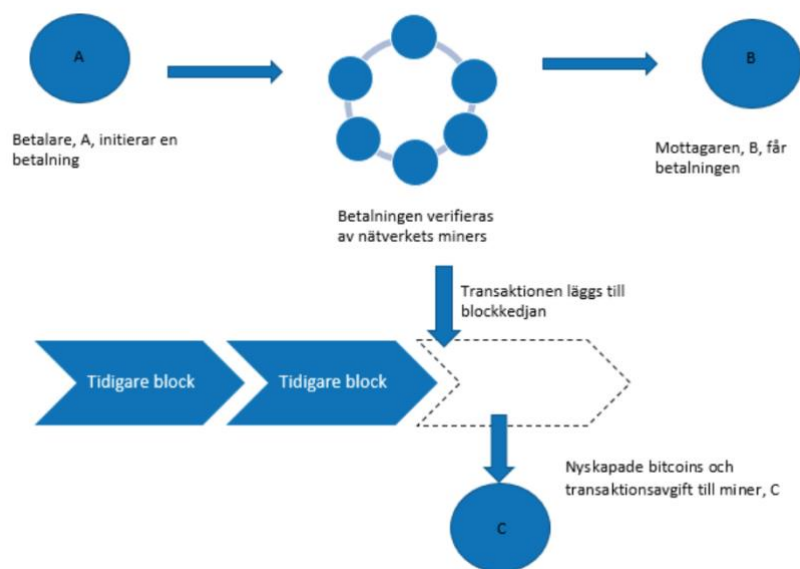 A
B
Betalare, A, initierar en
betalning
Mottagaren, B, får
betalningen
Betalningen verifieras
av nätverkets miners
Transaktionen läggs till
blockkedjan
Tidigare block
Tidigare block
Nyskapade bitcoins och
transaktionsavgift till miner, C
C